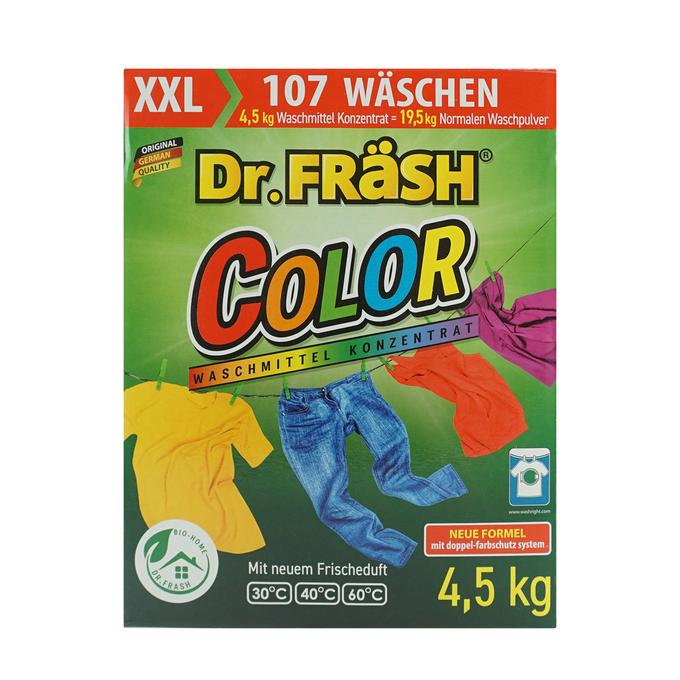 XXL
107 WÄSCHEN
4,5 kg Waschmittel Konzentrat = 19,5 kg Normalen Waschpulver
ORIGINAL
GERMAN
QUALITY
Dr. FRÄSH®
COLOR
WASCHMITTEL KONZENTRAT
www.washright.com
NEUE FORMEL
mit doppel-farbschutz system
BIO-HOME
DR.FRASH
Mit neuem Frischeduft
30°C 40°C 60°C
4,5 kg